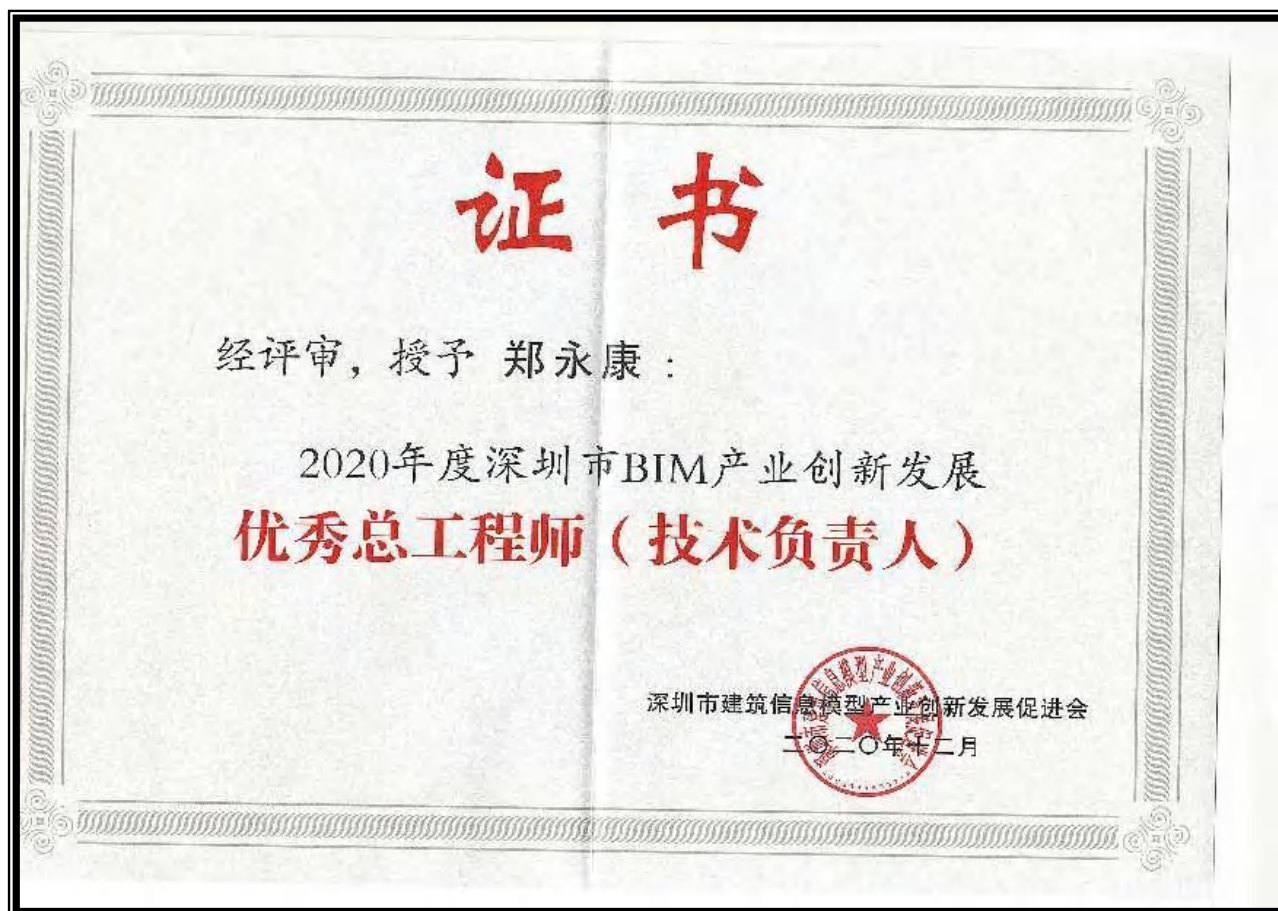 证书
经评审，授予 郑永康：
2020年度深圳市BIM产业创新发展
优秀总工程师（技术负责人）
深圳市建筑信息模型产业创新发展促进会
二〇二〇年十二月